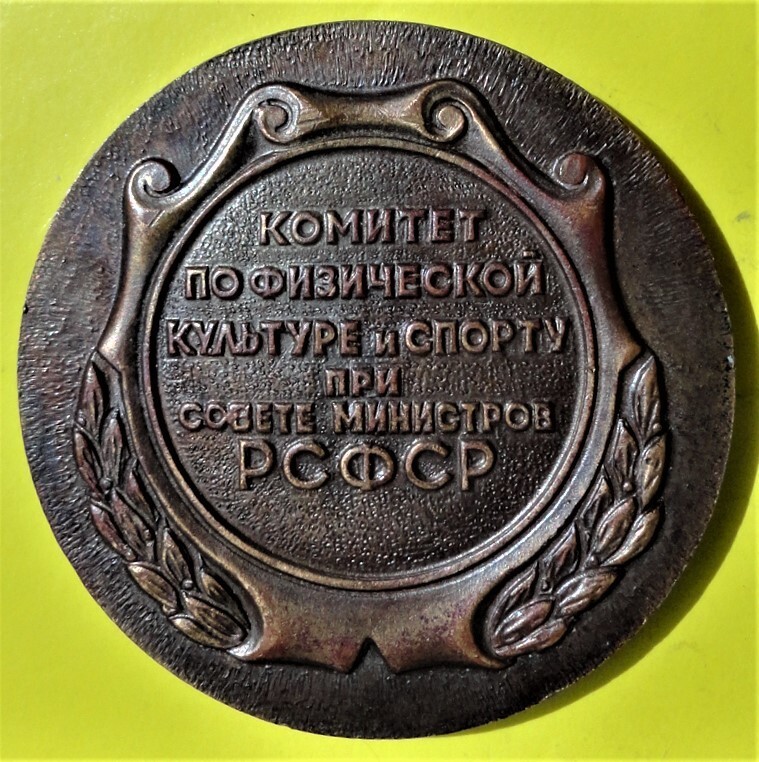 КОМИТЕТ
ПО ФИЗИЧЕСКОЙ
КУЛЬТУРЕ и СПОРТУ
ПРИ
СОВЕТЕ МИНИСТРОВ
РСФСР